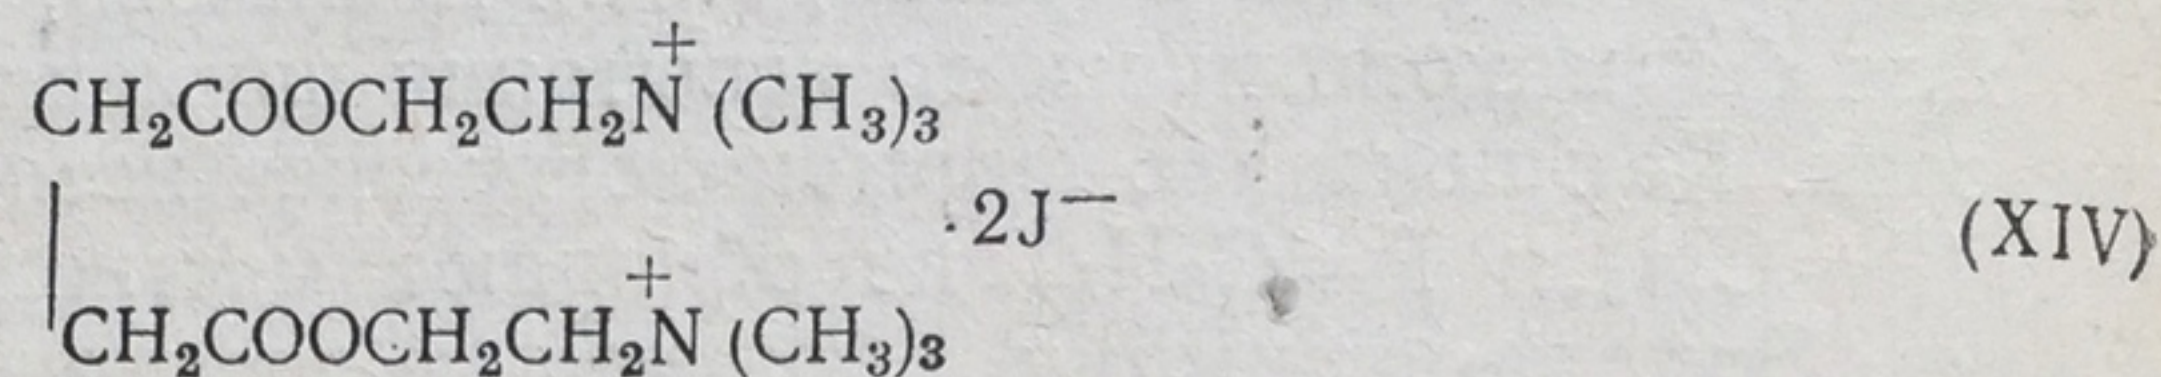 CH₂COOCH₂CH₂N⁺(CH₃)₃
·2J⁻ (XIV)
CH₂COOCH₂CH₂N⁺(CH₃)₃